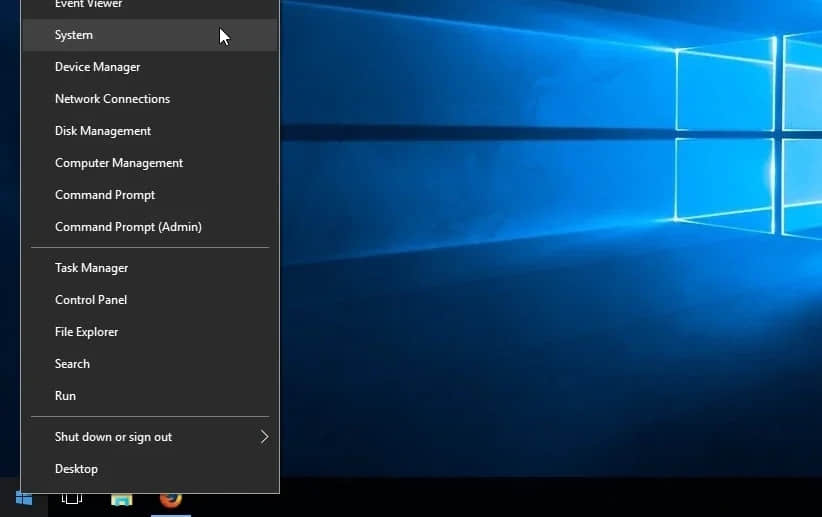 Event Viewer
System
Device Manager
Network Connections
Disk Management
Computer Management
Command Prompt
Command Prompt (Admin)
Task Manager
Control Panel
File Explorer
Search
Run
Shut down or sign out
Desktop